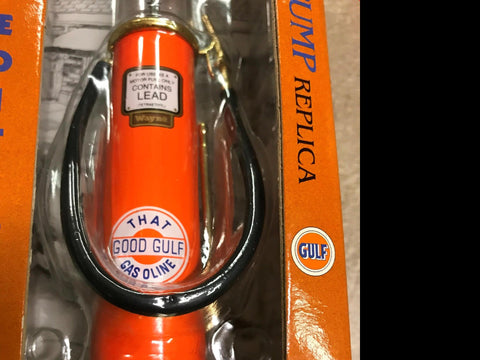 FOR USE AS A
MOTOR FUEL ONLY
CONTAINS
LEAD
Wayne
THAT
GOOD GULF
GASOLINE
PUMP REPLICA
GULF